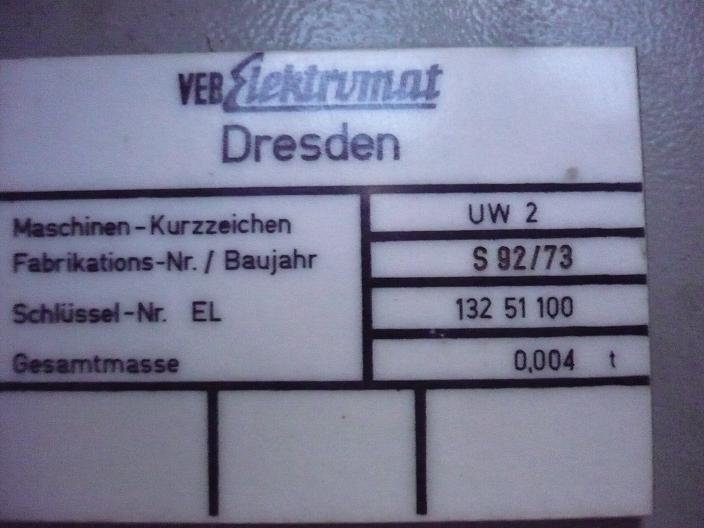 VEB Elektromat
Dresden
Maschinen-Kurzzeichen UW 2
Fabrikations-Nr. / Baujahr S 92/73
Schlüssel-Nr. EL 132 51 100
Gesamtmasse 0,004 t